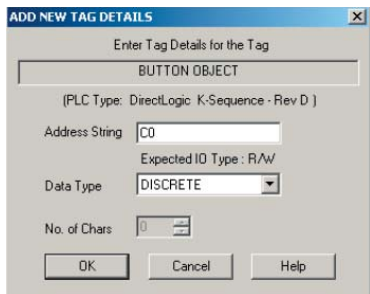 ADD NEW TAG DETAILS
Enter Tag Details for the Tag
BUTTON OBJECT
(PLC Type: DirectLogic K-Sequence - Rev D )
Address String C0
Expected IO Type : R/W
Data Type DISCRETE
No. of Chars 0
OK Cancel Help